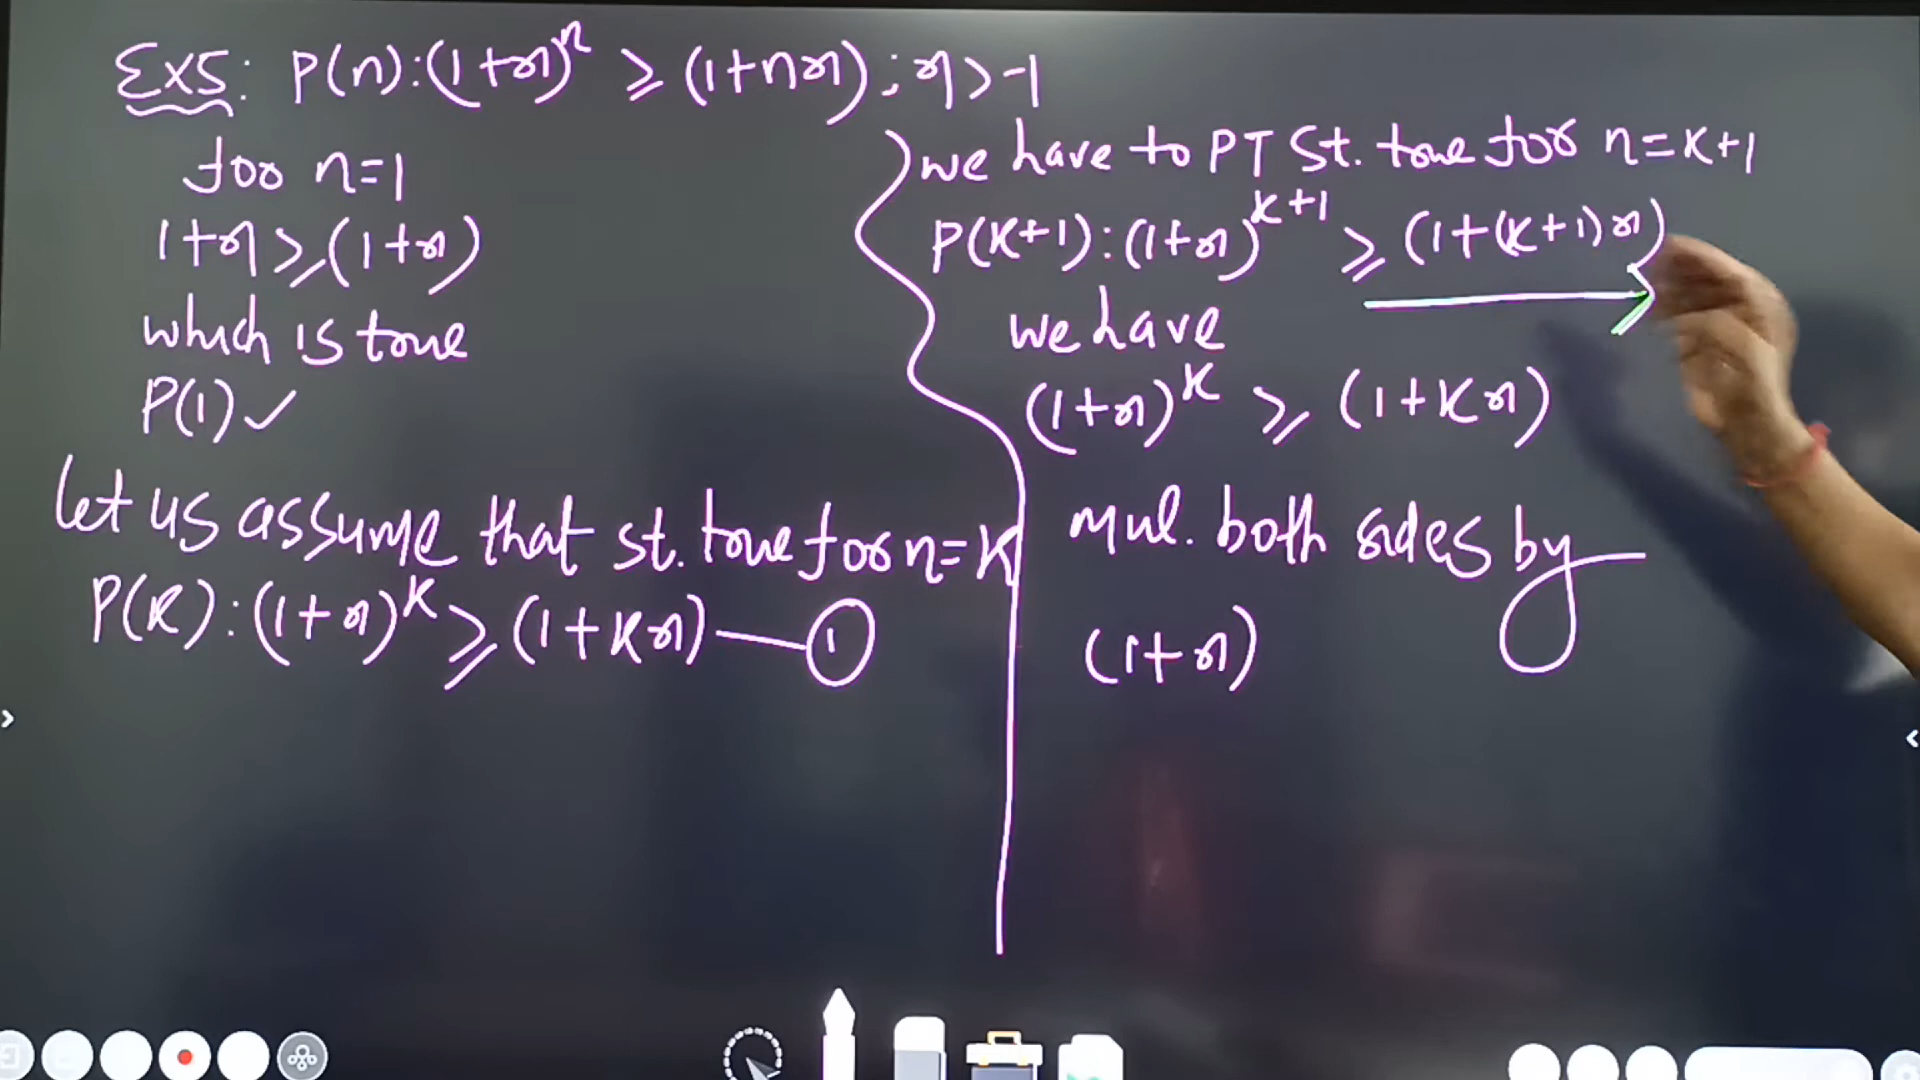 Ex5: P(n):(1+x)ⁿ ≥ (1+nx); x>-1
for n=1
1+x ≥ (1+x)
which is true
P(1) ✓
let us assume that st. true for n=K
P(K):(1+x)ᴷ ≥ (1+Kx) — ①
we have to PT St. true for n=K+1
P(K+1):(1+x)ᴷ⁺¹ ≥ (1+(K+1)x)
we have
(1+x)ᴷ ≥ (1+Kx)
mul. both sides by
(1+x)